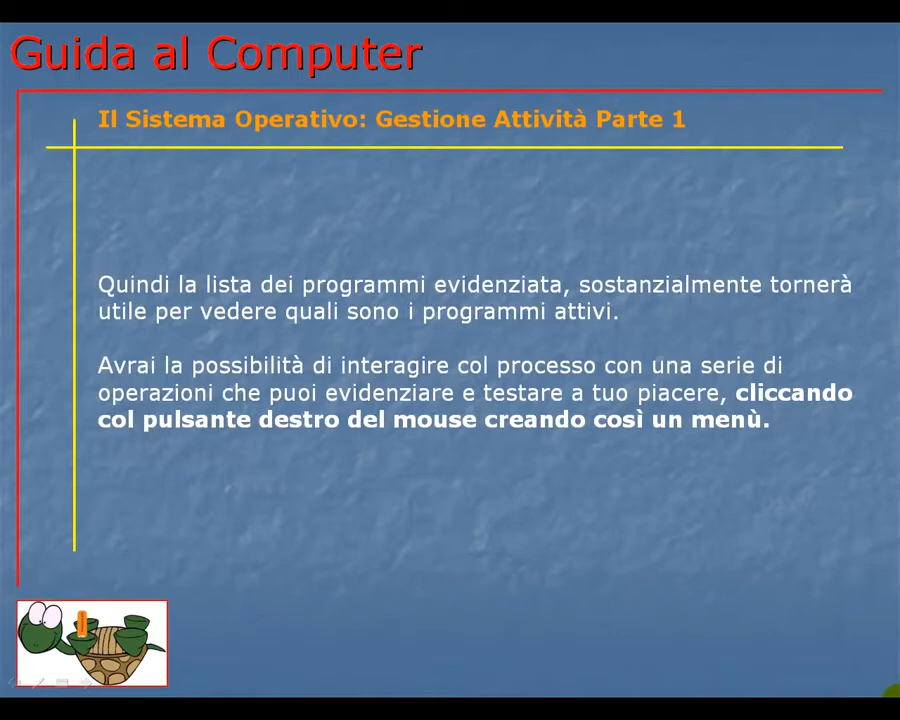 Guida al Computer
Il Sistema Operativo: Gestione Attività Parte 1
Quindi la lista dei programmi evidenziata, sostanzialmente tornerà
utile per vedere quali sono i programmi attivi.
Avrai la possibilità di interagire col processo con una serie di
operazioni che puoi evidenziare e testare a tuo piacere, cliccando
col pulsante destro del mouse creando così un menù.